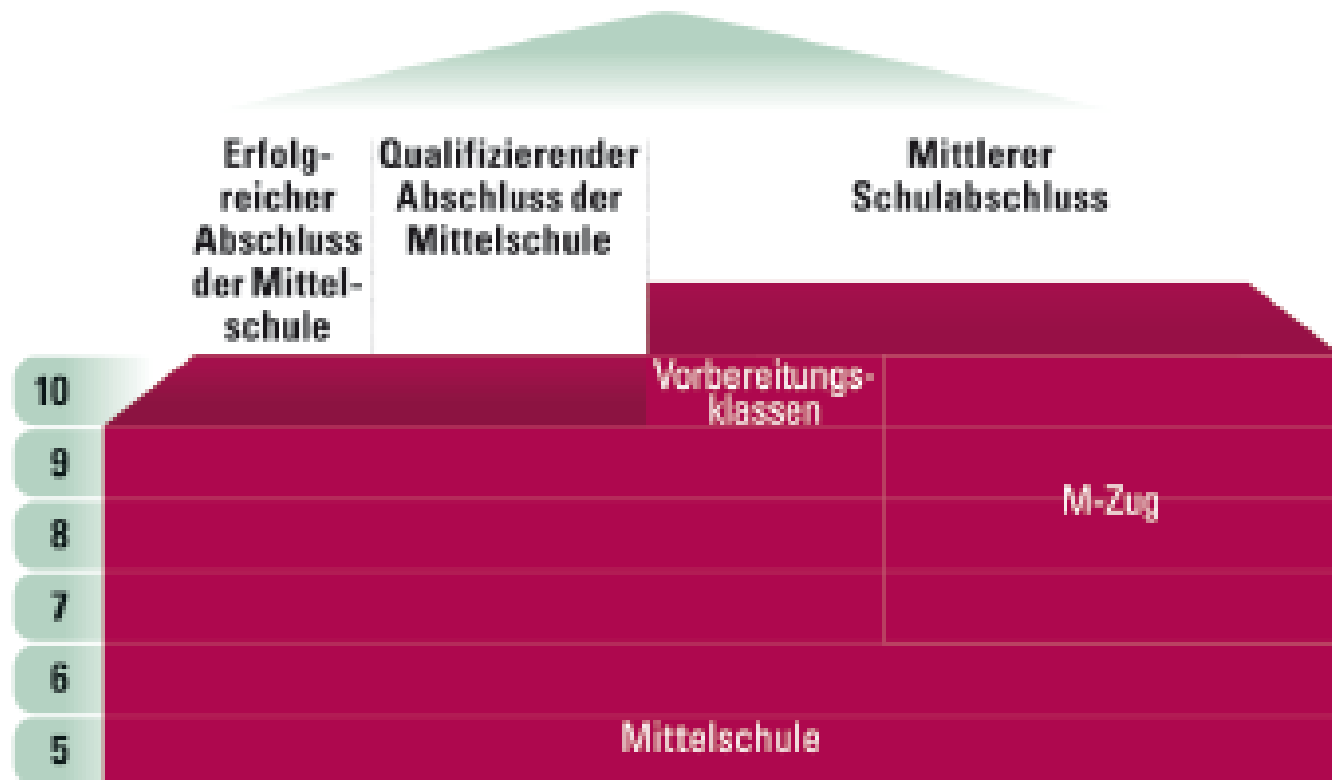 Erfolg-
reicher
Abschluss
der Mittel-
schule
Qualifizierender
Abschluss der
Mittelschule
Mittlerer
Schulabschluss
10
Vorbereitungs-
klassen
9
M-Zug
8
7
6
5
Mittelschule